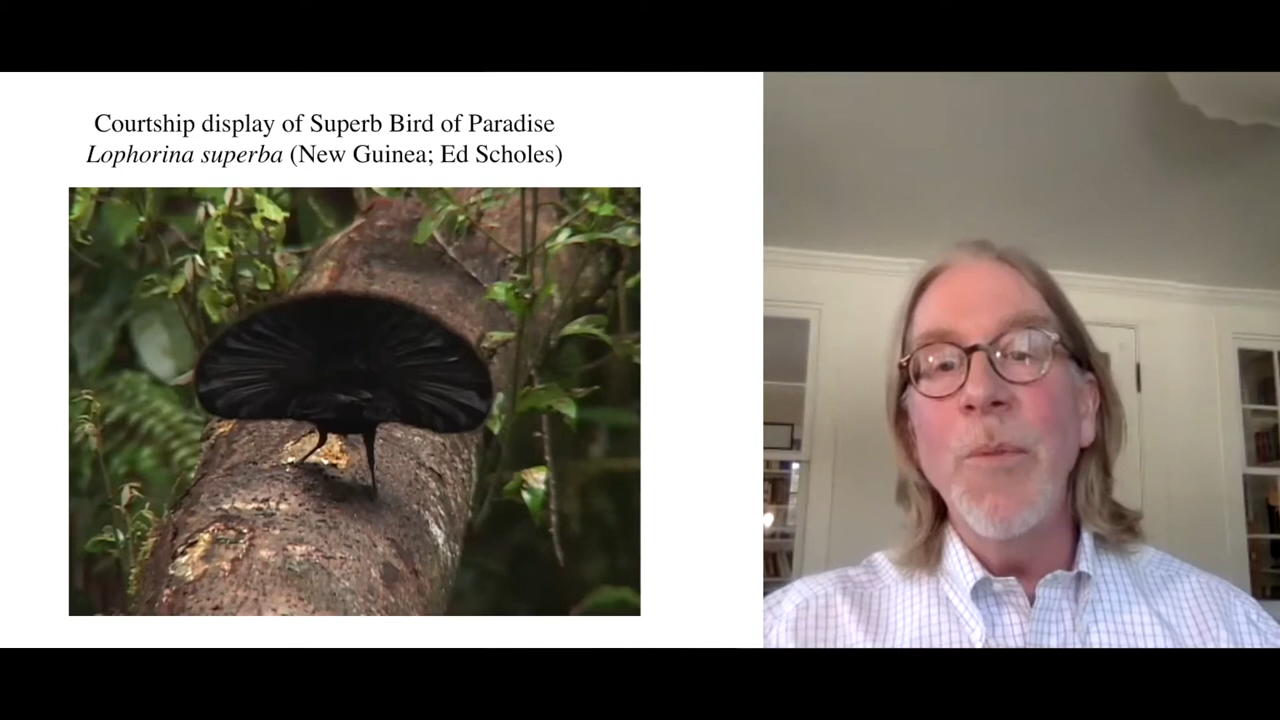 Courtship display of Superb Bird of Paradise
Lophorina superba (New Guinea; Ed Scholes)